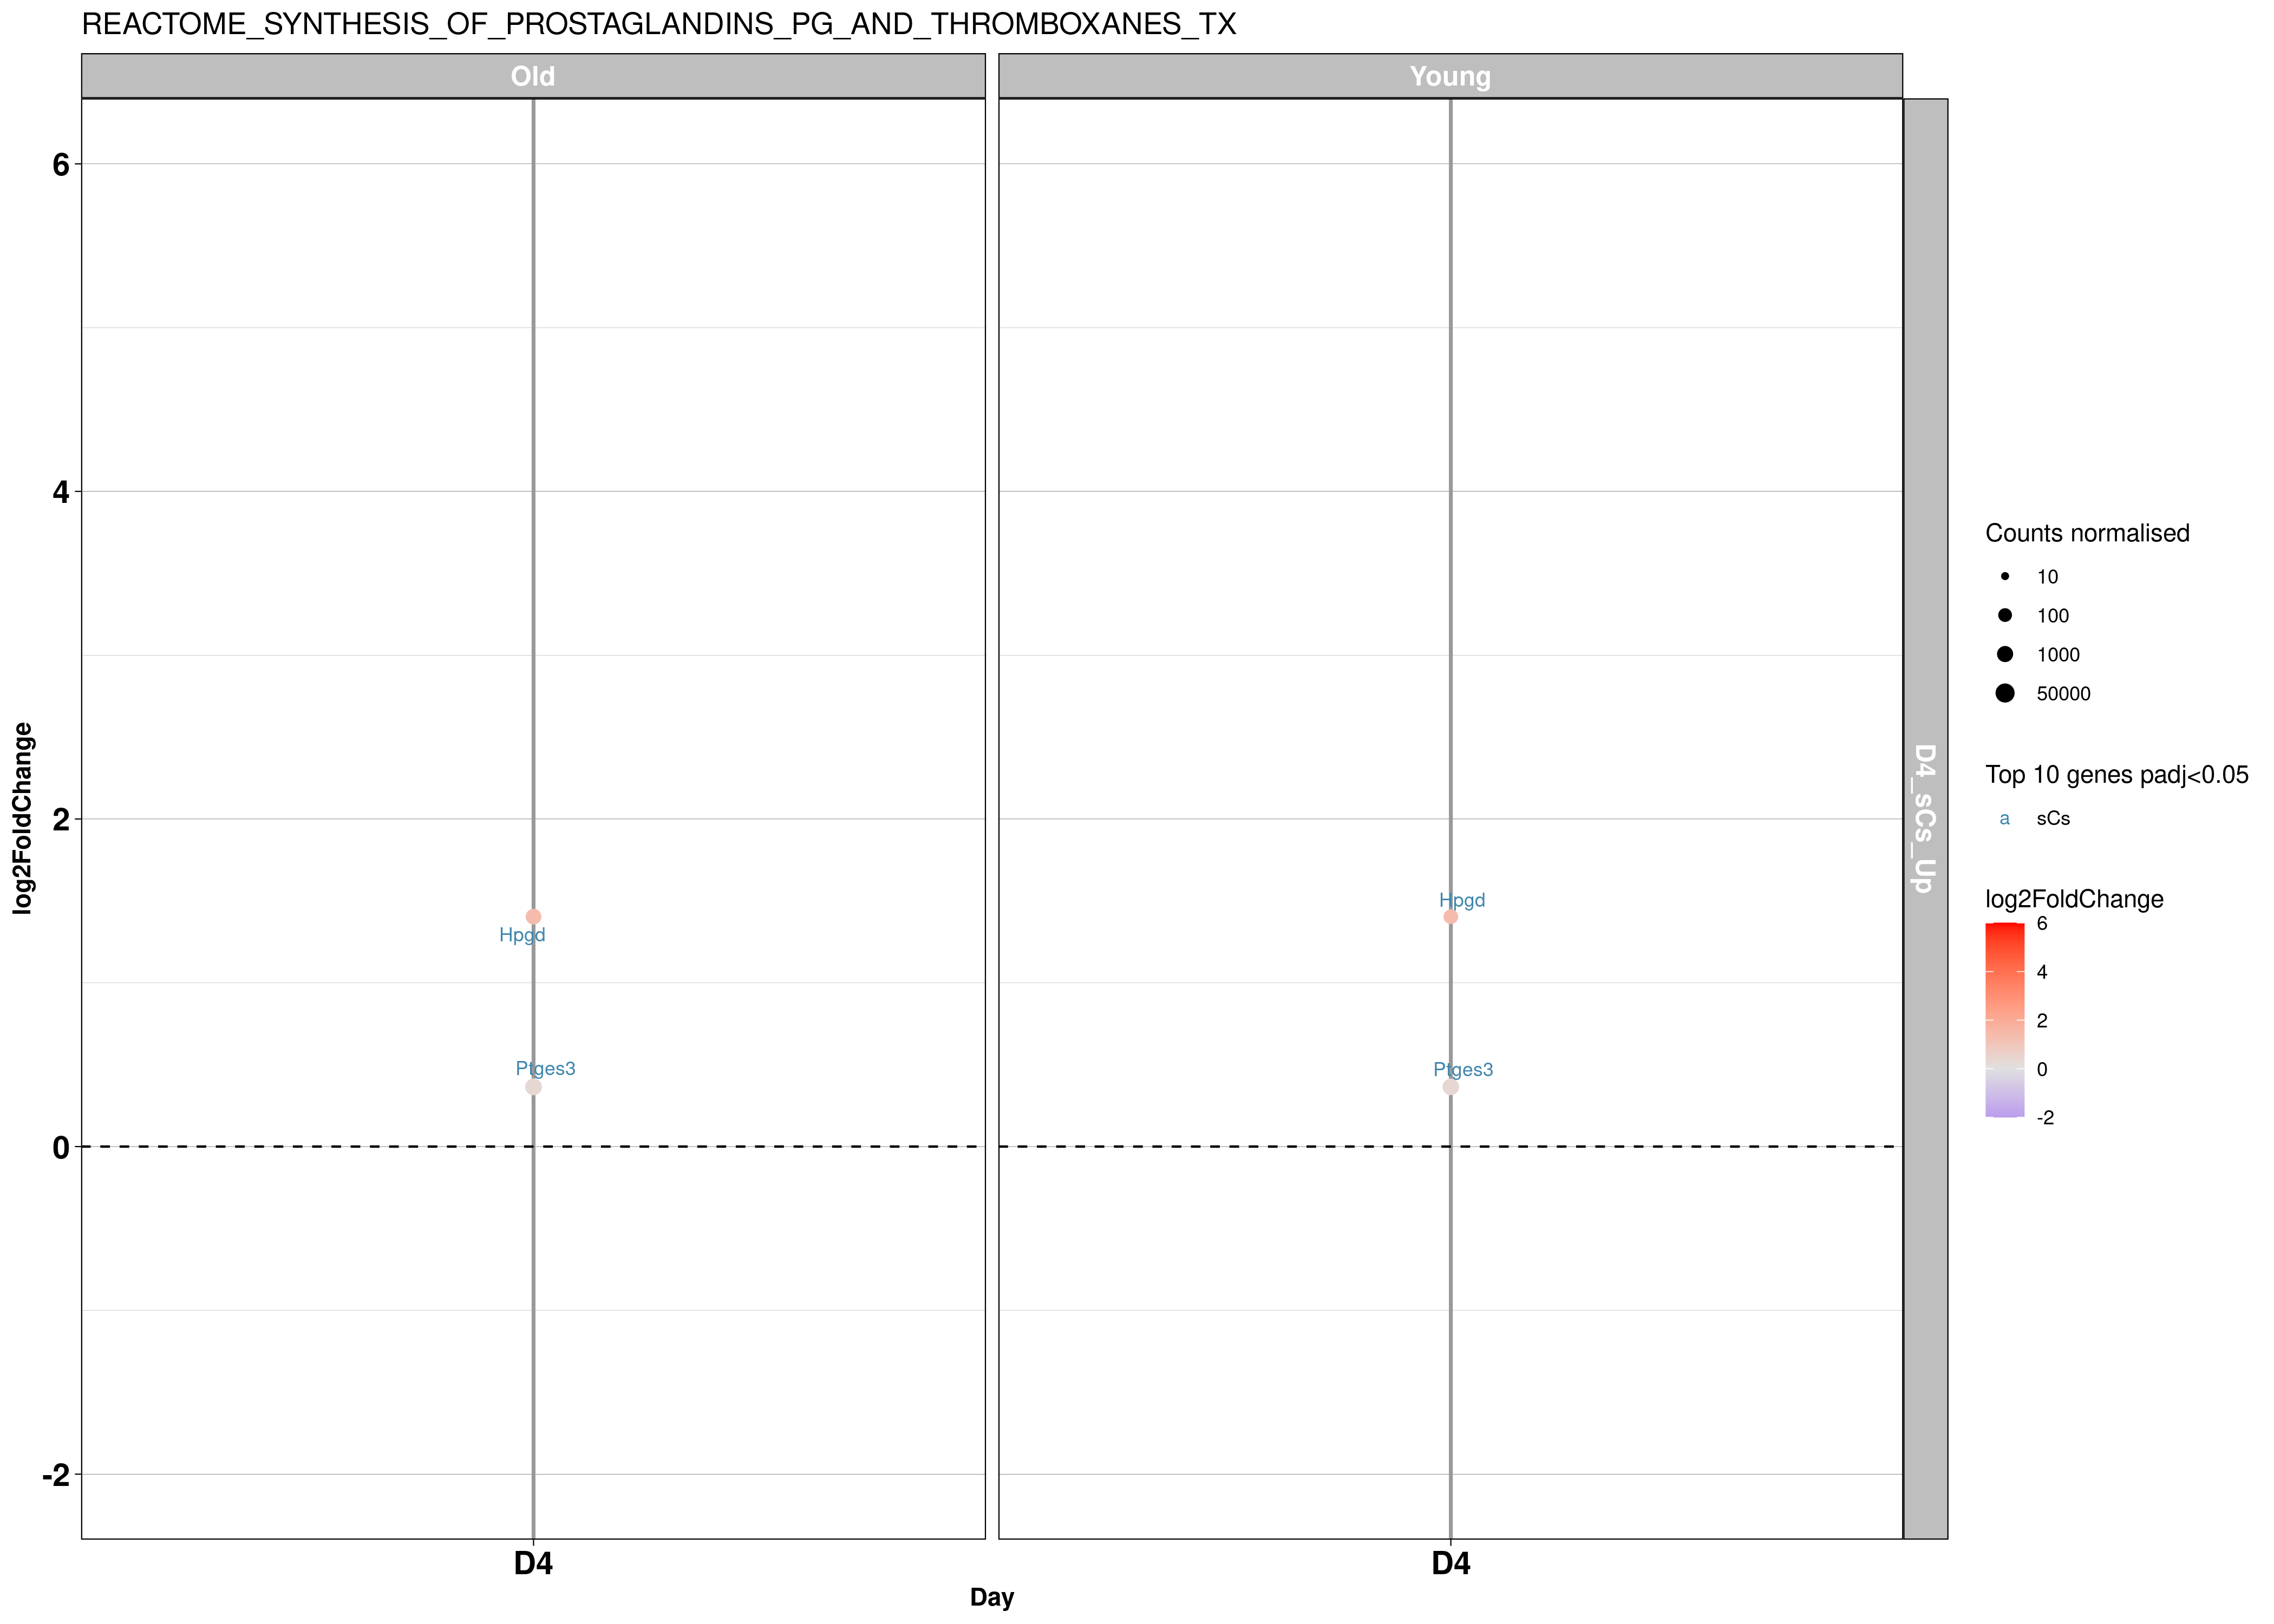 REACTOME_SYNTHESIS_OF_PROSTAGLANDINS_PG_AND_THROMBOXANES_TX
Old
Young
6
4
2
0
-2
log2FoldChange
Hpgd
Ptges3
Hpgd
Ptges3
D4_sCs_Up
D4
D4
Day
Counts normalised
10
100
1000
50000
Top 10 genes padj<0.05
a sCs
log2FoldChange
6
4
2
0
-2